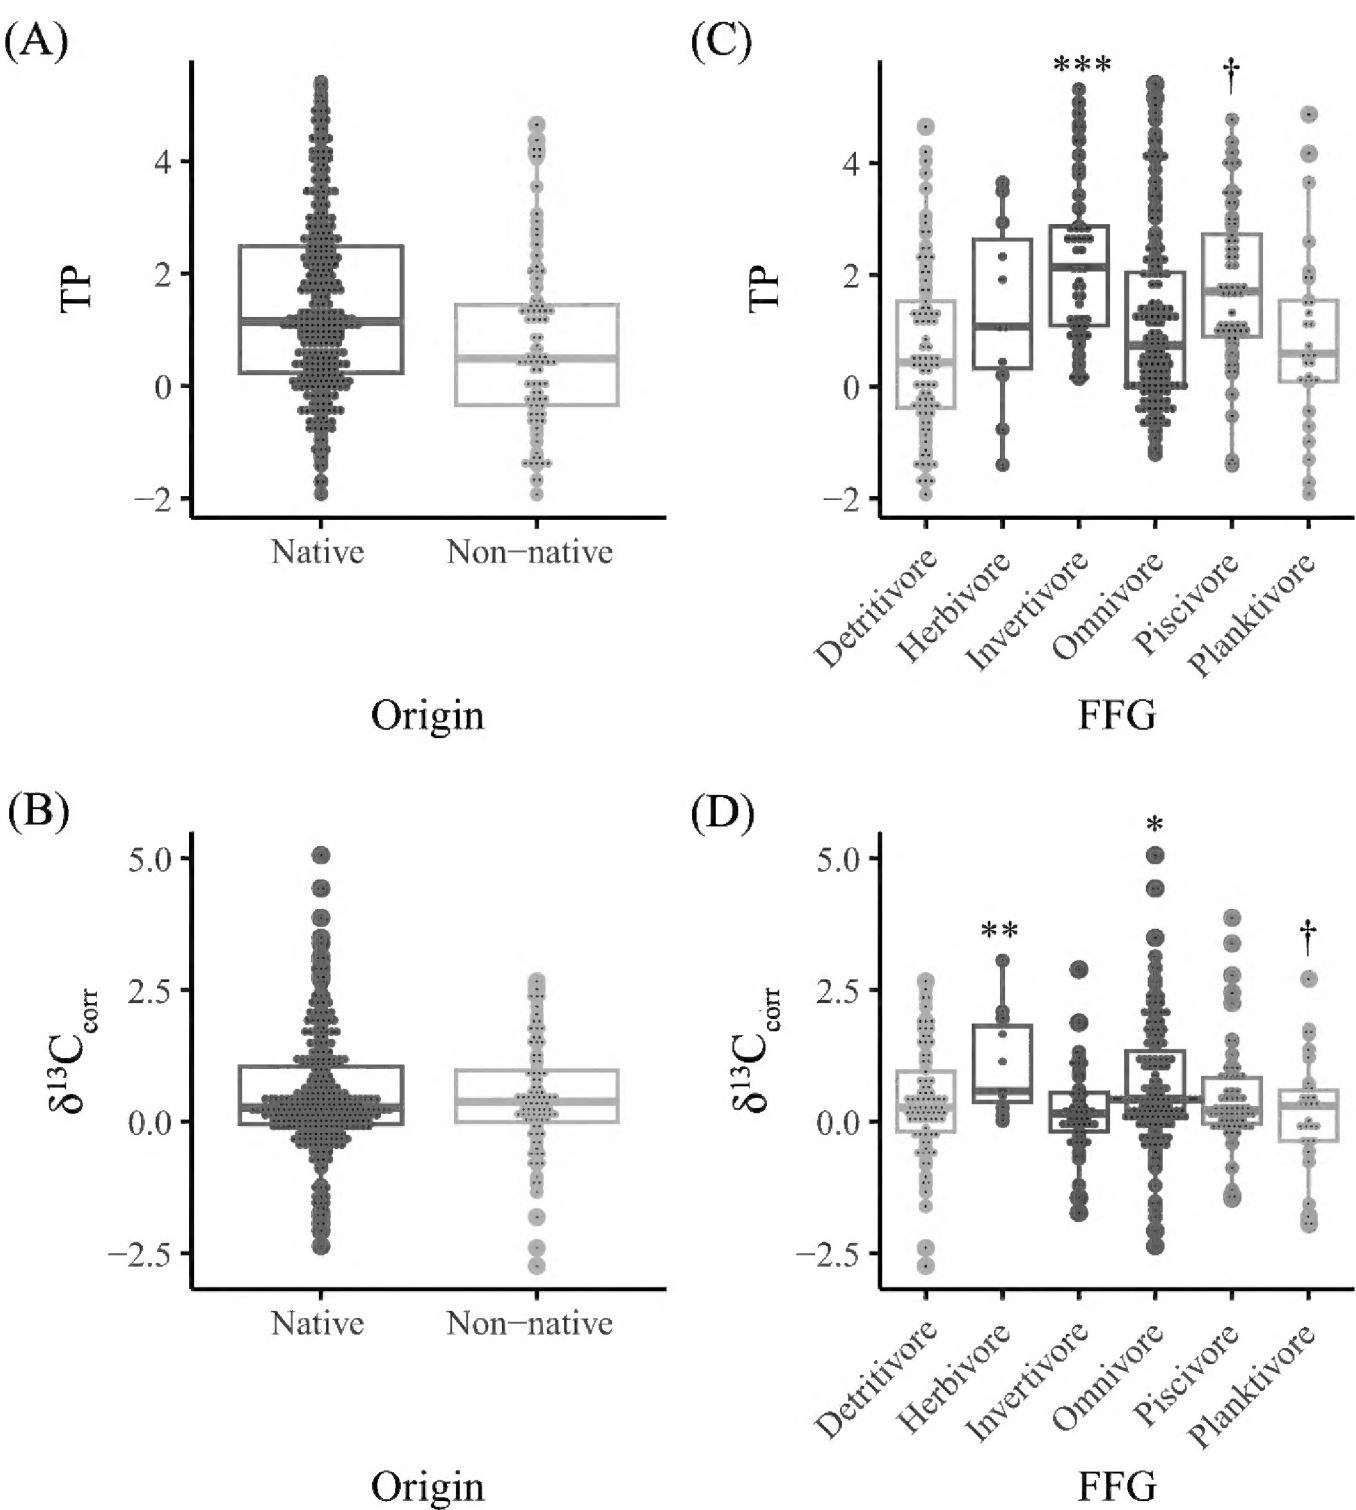 (A)
TP
4
2
0
−2
Native Non−native
Origin
(C)
*** †
TP
4
2
0
−2
Detritivore
Herbivore
Invertivore
Omnivore
Piscivore
Planktivore
FFG
(B)
δ¹³C_corr
5.0
2.5
0.0
−2.5
Native Non−native
Origin
(D)
*
** †
δ¹³C_corr
5.0
2.5
0.0
−2.5
Detritivore
Herbivore
Invertivore
Omnivore
Piscivore
Planktivore
FFG